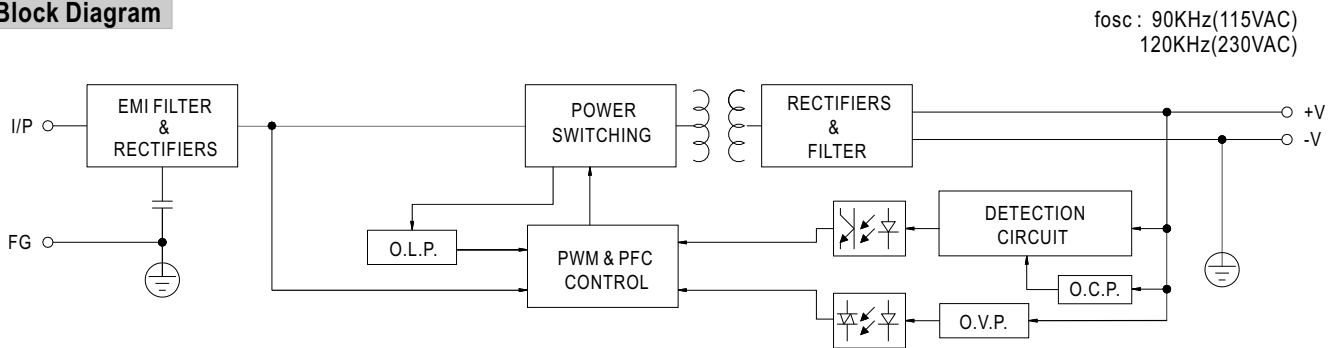 Block Diagram
fosc : 90KHz(115VAC)
120KHz(230VAC)
I/P
EMI FILTER
&
RECTIFIERS
POWER
SWITCHING
RECTIFIERS
&
FILTER
+V
-V
FG
O.L.P.
PWM & PFC
CONTROL
DETECTION
CIRCUIT
O.C.P.
O.V.P.